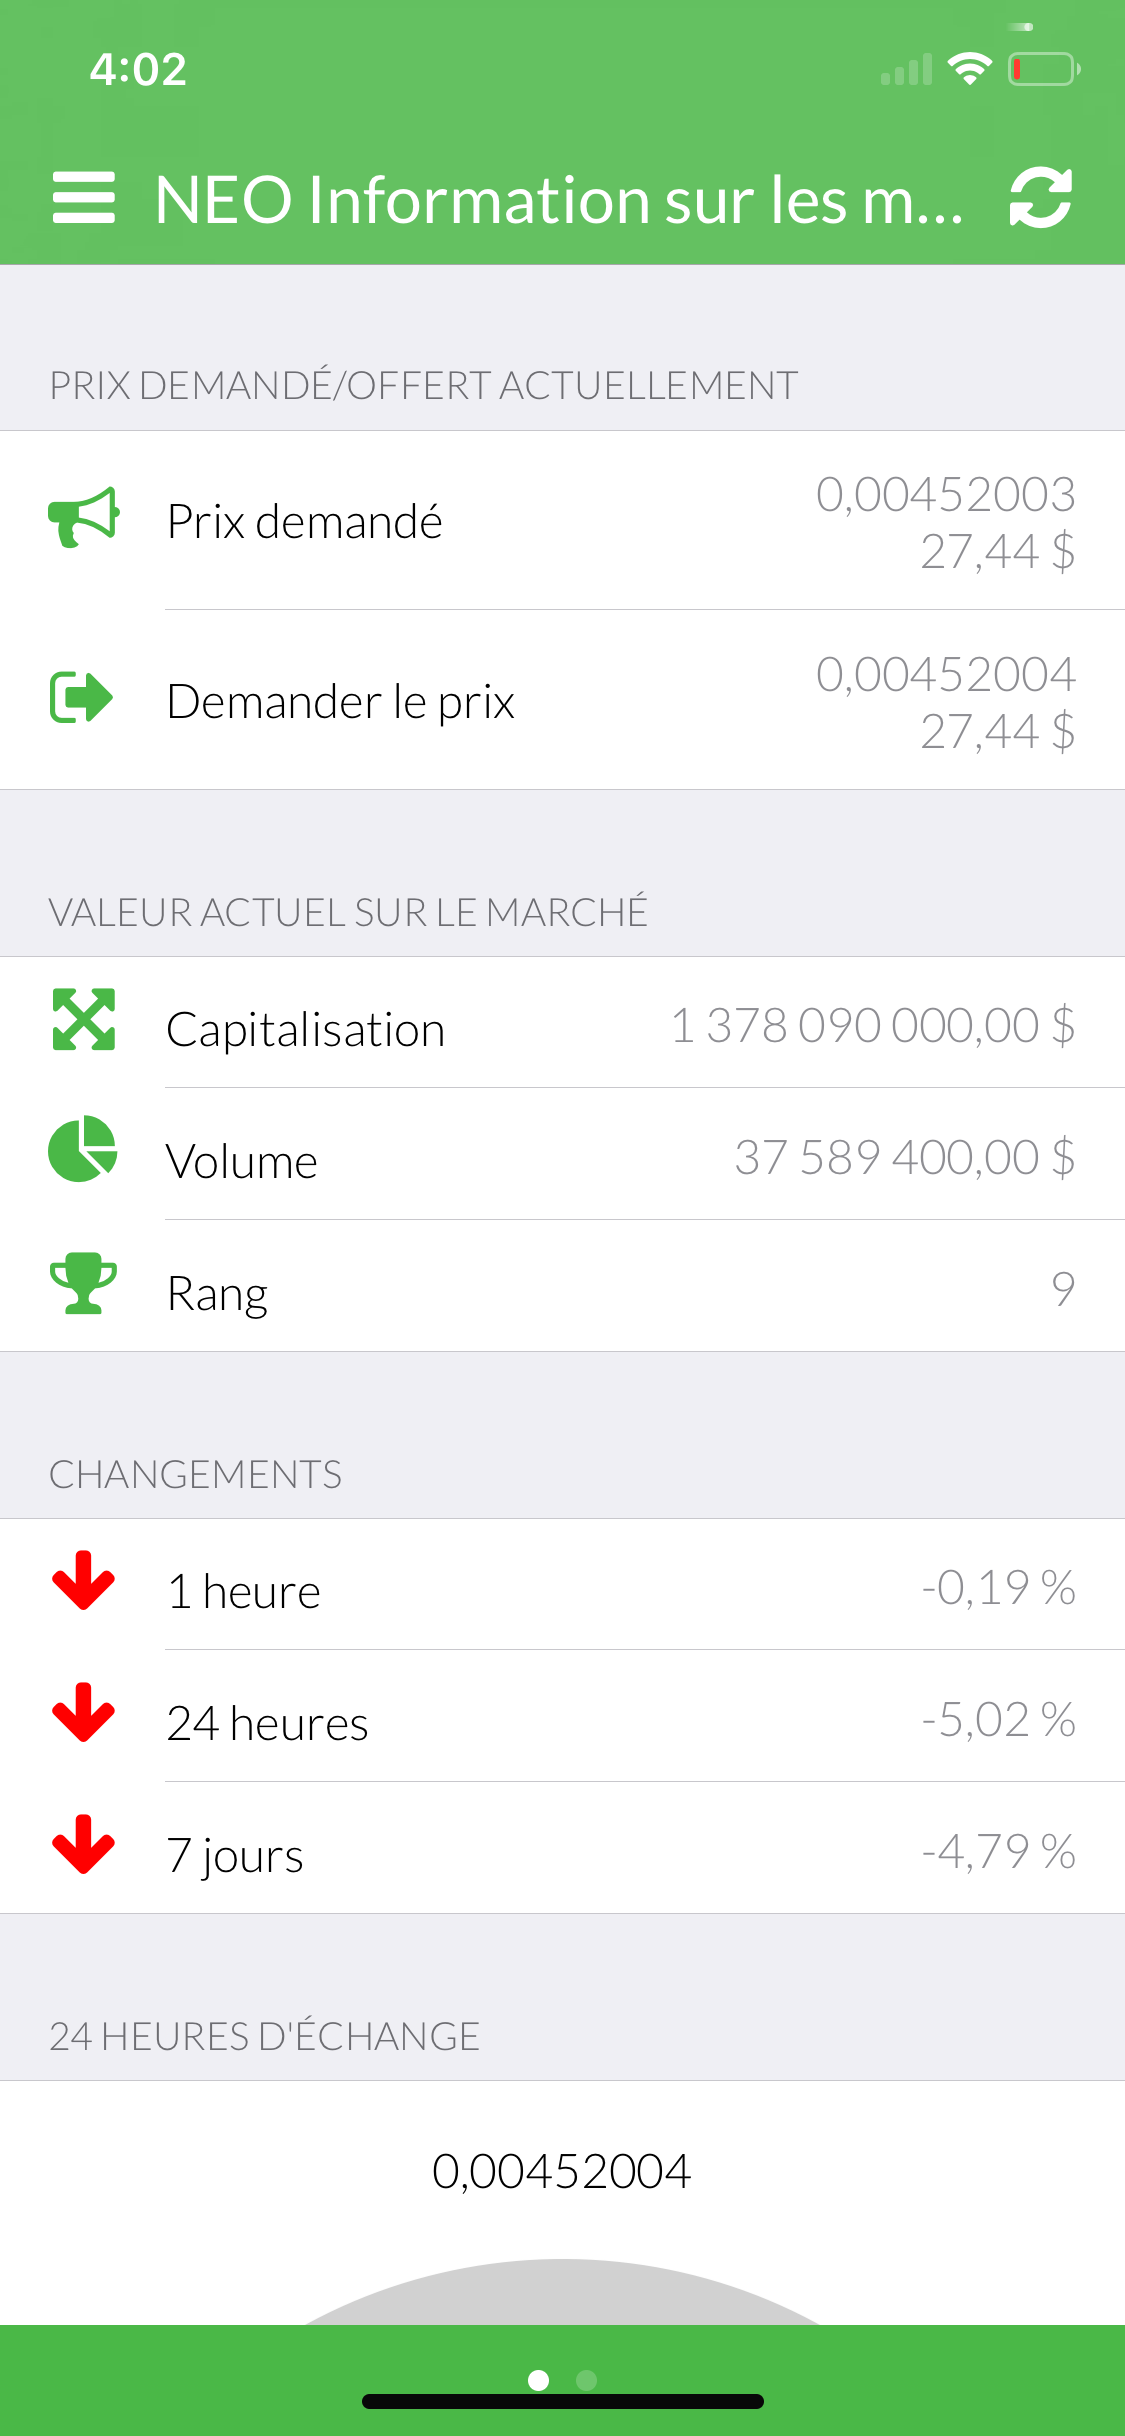 4:02
NEO Information sur les m...
PRIX DEMANDÉ/OFFERT ACTUELLEMENT
Prix demandé
0,00452003
27,44 $
Demander le prix
0,00452004
27,44 $
VALEUR ACTUEL SUR LE MARCHÉ
Capitalisation 1 378 090 000,00 $
Volume 37 589 400,00 $
Rang 9
CHANGEMENTS
1 heure -0,19 %
24 heures -5,02 %
7 jours -4,79 %
24 HEURES D'ÉCHANGE
0,00452004